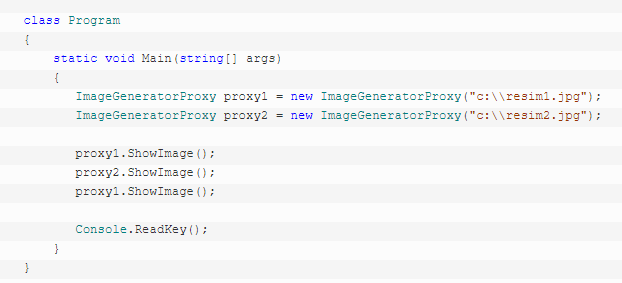 class Program
{
static void Main(string[] args)
{
ImageGeneratorProxy proxy1 = new ImageGeneratorProxy("c:\\resim1.jpg");
ImageGeneratorProxy proxy2 = new ImageGeneratorProxy("c:\\resim2.jpg");
proxy1.ShowImage();
proxy2.ShowImage();
proxy1.ShowImage();
Console.ReadKey();
}
}